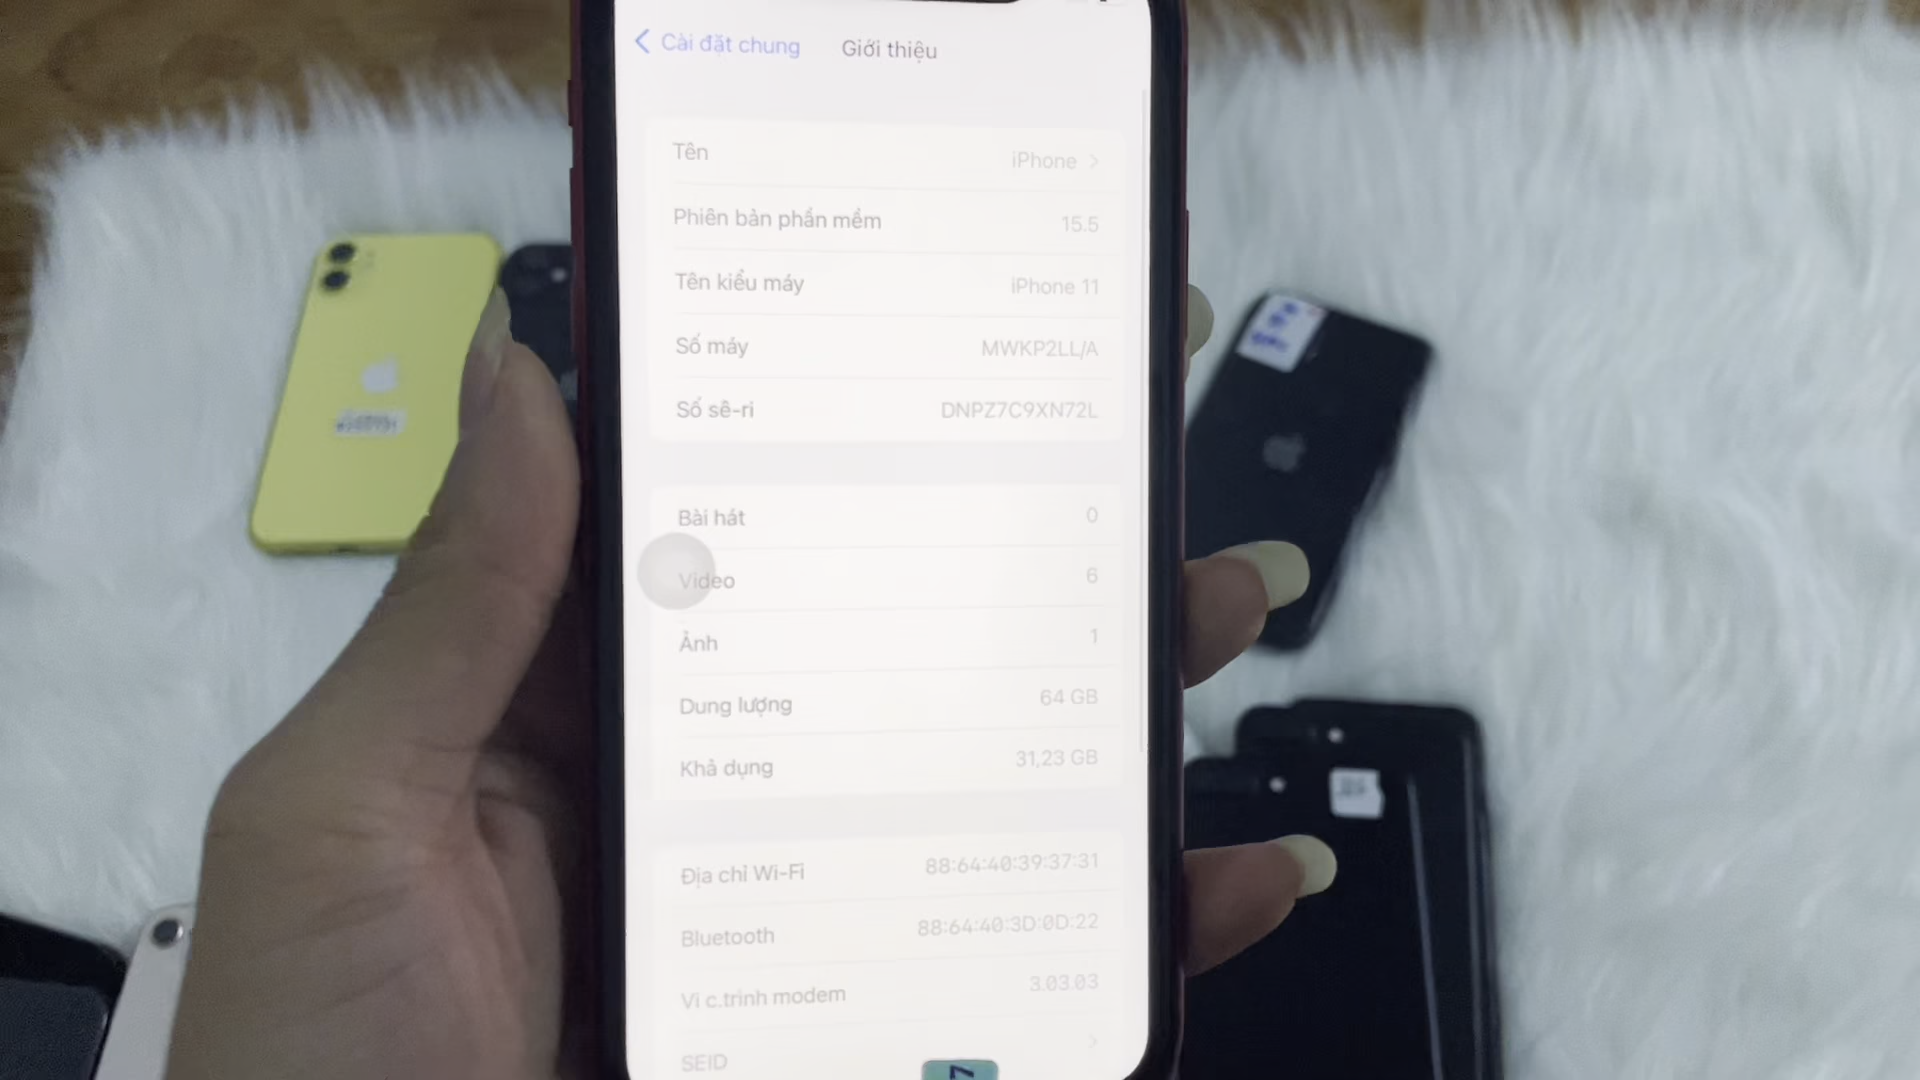 Cài đặt chung Giới thiệu
Tên iPhone
Phiên bản phần mềm 15.5
Tên kiểu máy iPhone 11
Số máy MWKP2LL/A
Số sê-ri DNPZ7C9XN72L
Bài hát 0
Video 6
Ảnh 1
Dung lượng 64 GB
Khả dụng 31,23 GB
Địa chỉ Wi-Fi 88:64:40:39:37:31
Bluetooth 88:64:40:3D:0D:22
Vi c.trình modem 3.03.03
SEID
7